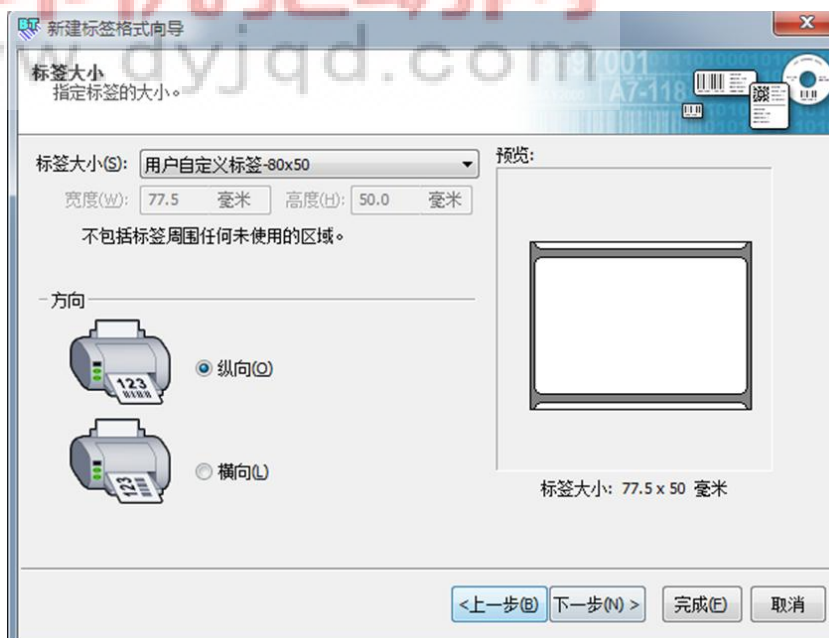 新建标签格式向导
w.dyjqd.com
标签大小
指定标签的大小。
A7-118
标签大小(S): 用户自定义标签-80x50
宽度(W): 77.5 毫米 高度(H): 50.0 毫米
不包括标签周围任何未使用的区域。
方向
123
纵向(O)
123
横向(L)
预览:
标签大小: 77.5 x 50 毫米
<上一步(B) 下一步(N) > 完成(F) 取消